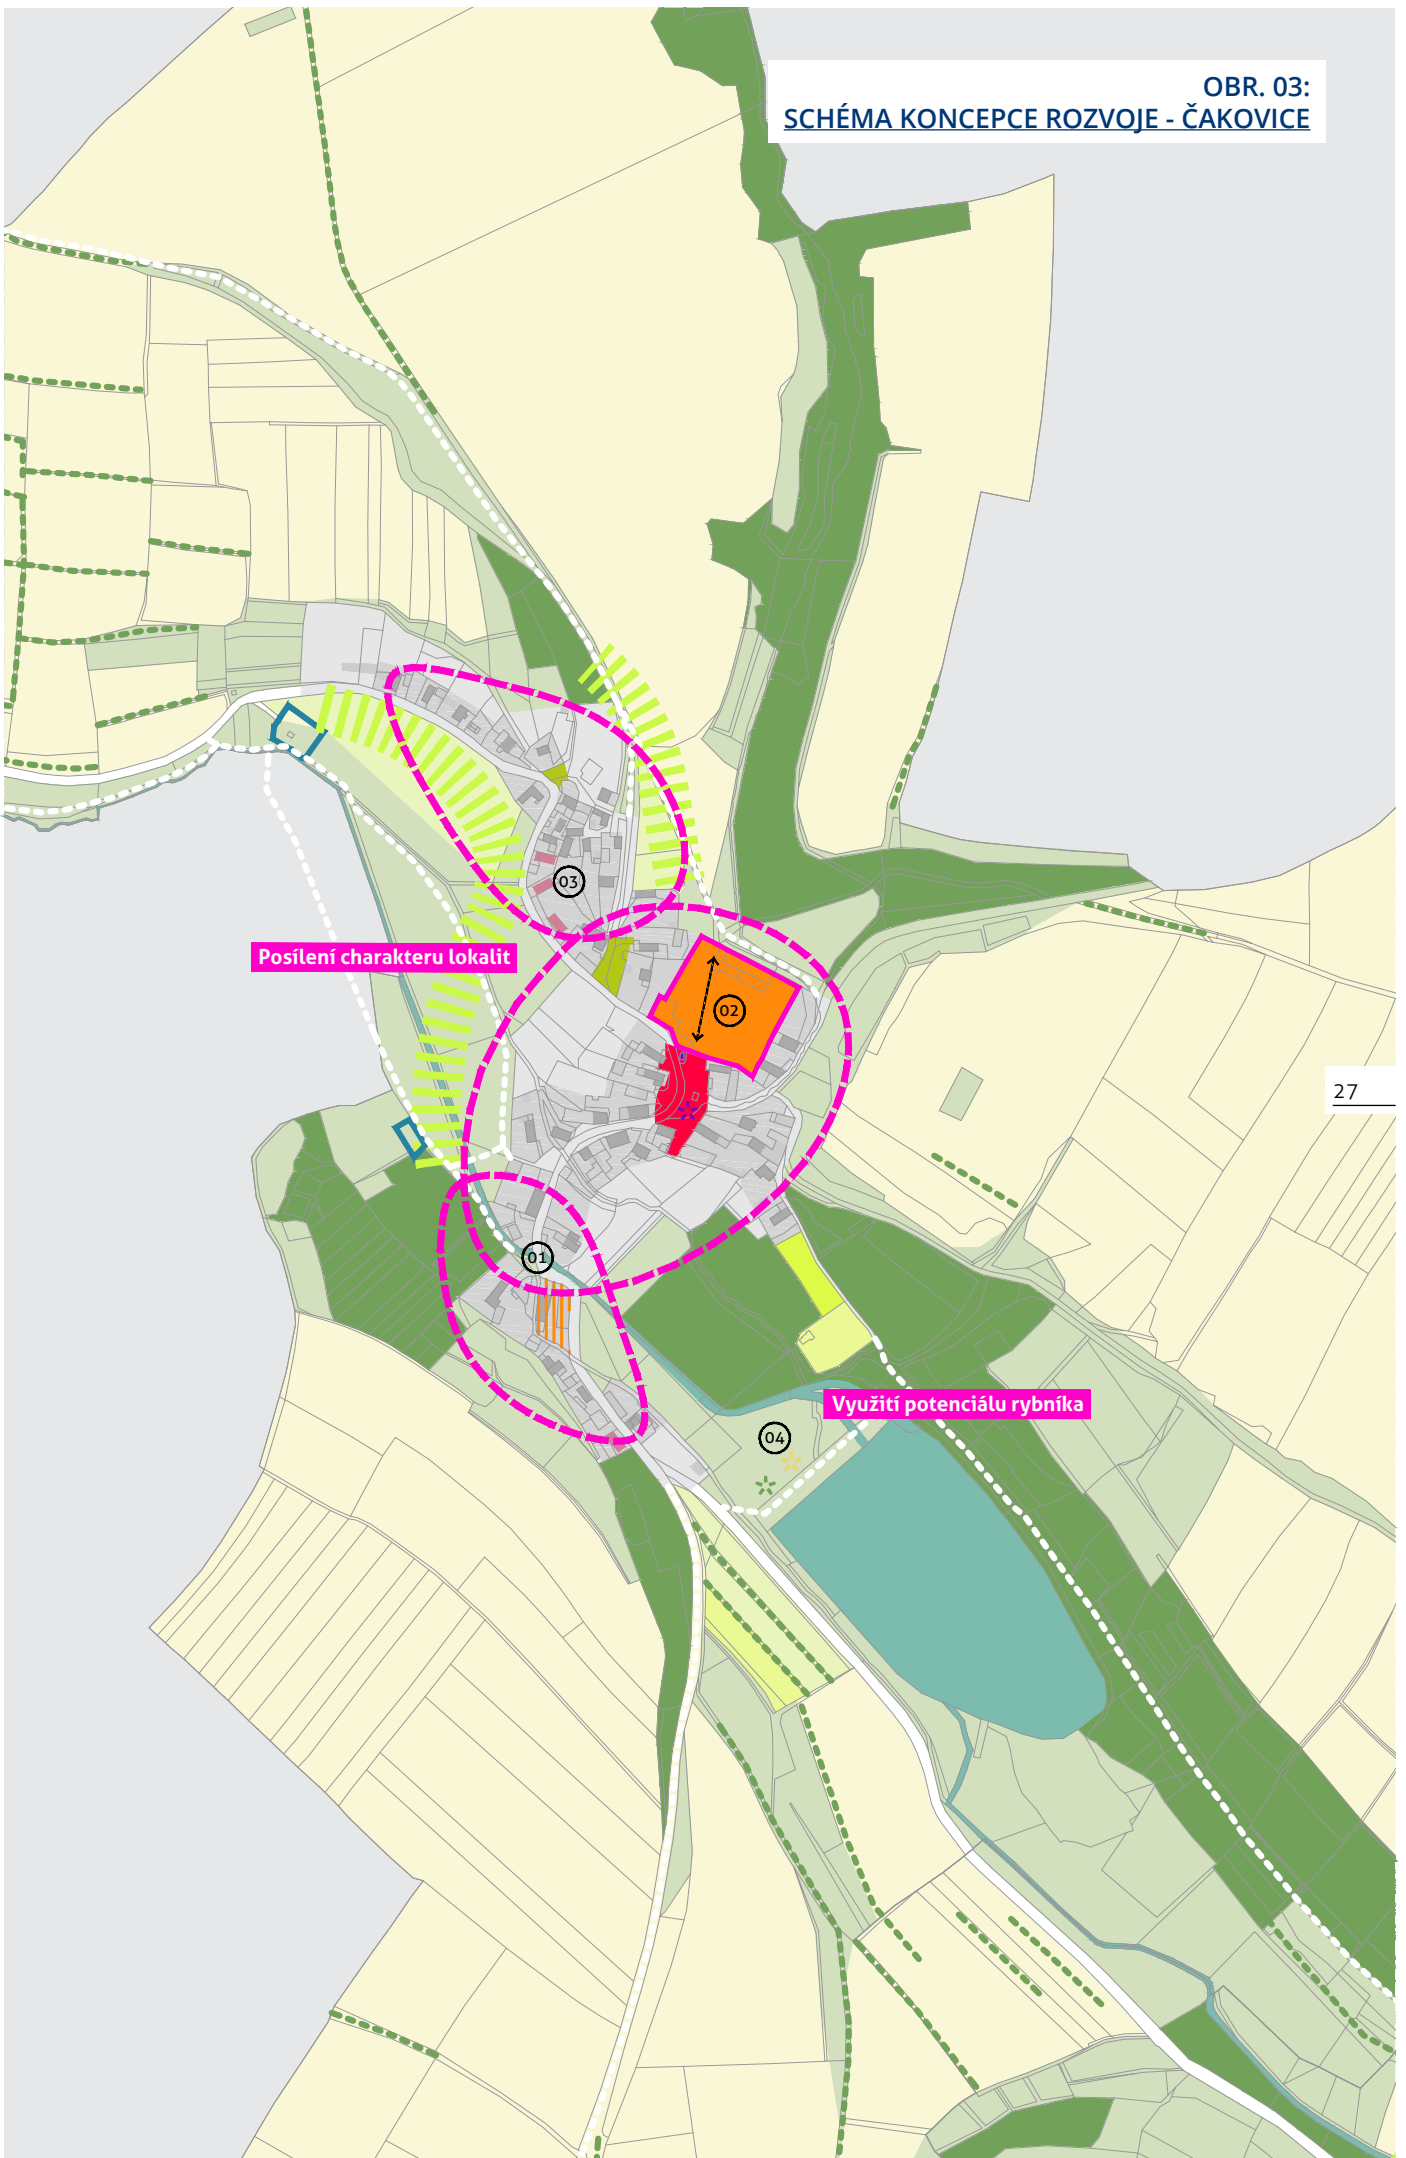 OBR. 03:
SCHÉMA KONCEPCE ROZVOJE - ČAKOVICE
03
Posílení charakteru lokalit
02
27
01
Využití potenciálu rybníka
04